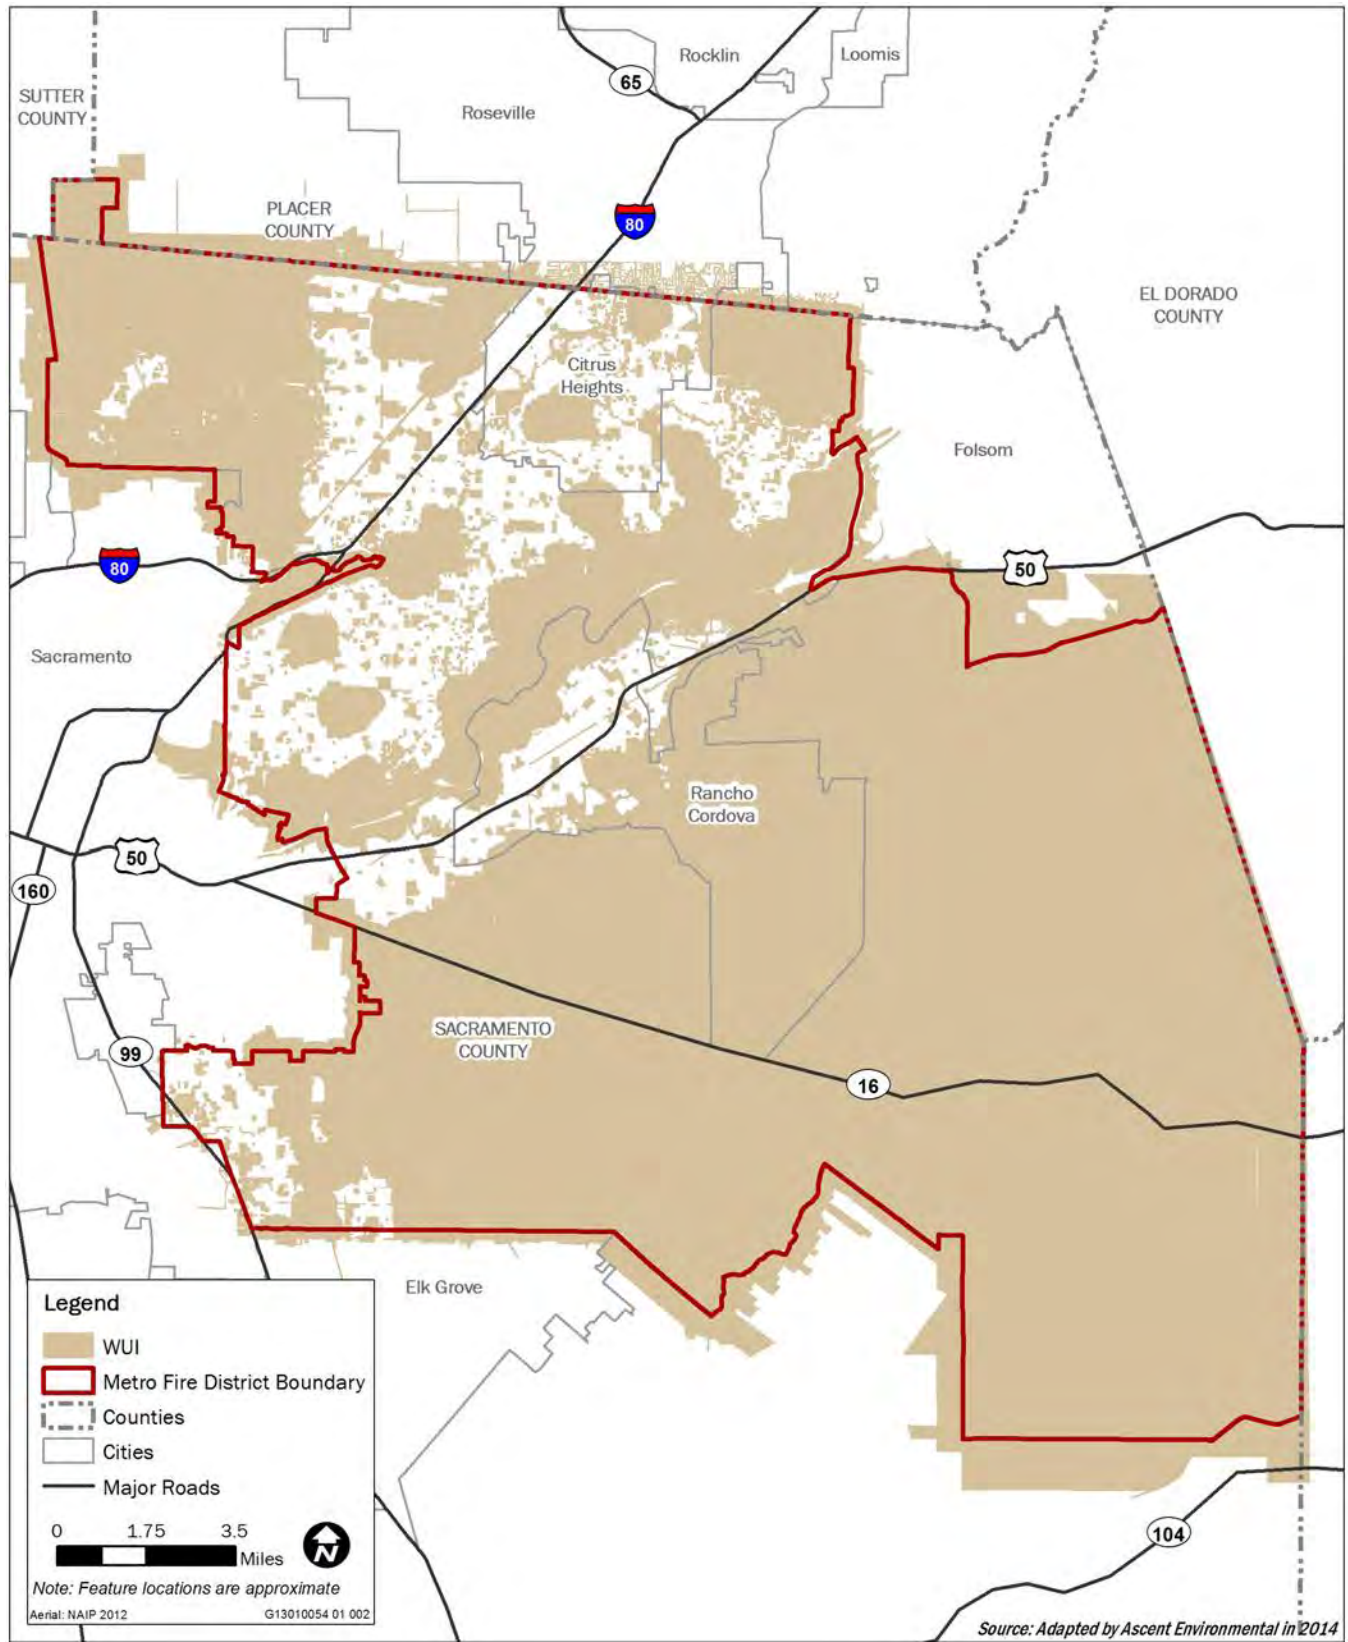 Rocklin
Loomis
65
SUTTER
COUNTY
Roseville
PLACER
COUNTY
80
EL DORADO
COUNTY
Citrus
Heights
Folsom
80
50
Sacramento
Rancho
Cordova
50
160
SACRAMENTO
COUNTY
99
16
Elk Grove
Legend
WUI
Metro Fire District Boundary
Counties
Cities
Major Roads
0 1.75 3.5
Miles
N
Note: Feature locations are approximate
Aerial: NAIP 2012 G13010054 01 002
104
Source: Adapted by Ascent Environmental in 2014